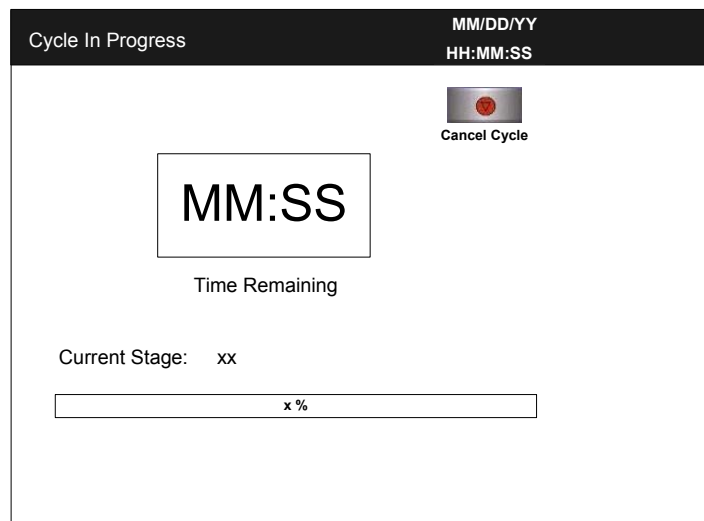 Cycle In Progress
MM/DD/YY
HH:MM:SS
Cancel Cycle
MM:SS
Time Remaining
Current Stage: xx
x %